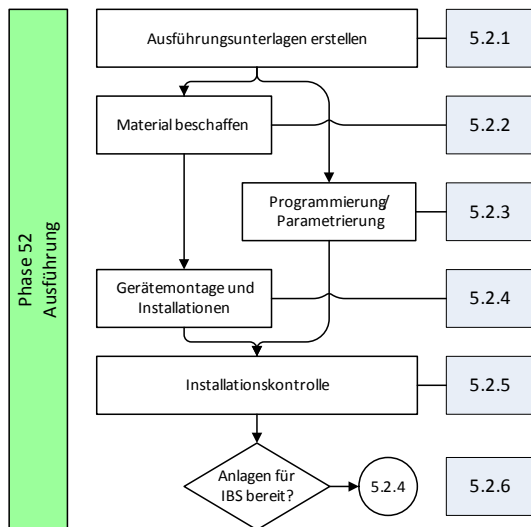 Phase 52
Ausführung
Ausführungsunterlagen erstellen
5.2.1
Material beschaffen
5.2.2
Programmierung/
Parametrierung
5.2.3
Gerätemontage und
Installationen
5.2.4
Installationskontrolle
5.2.5
Anlagen für
IBS bereit?
5.2.4
5.2.6